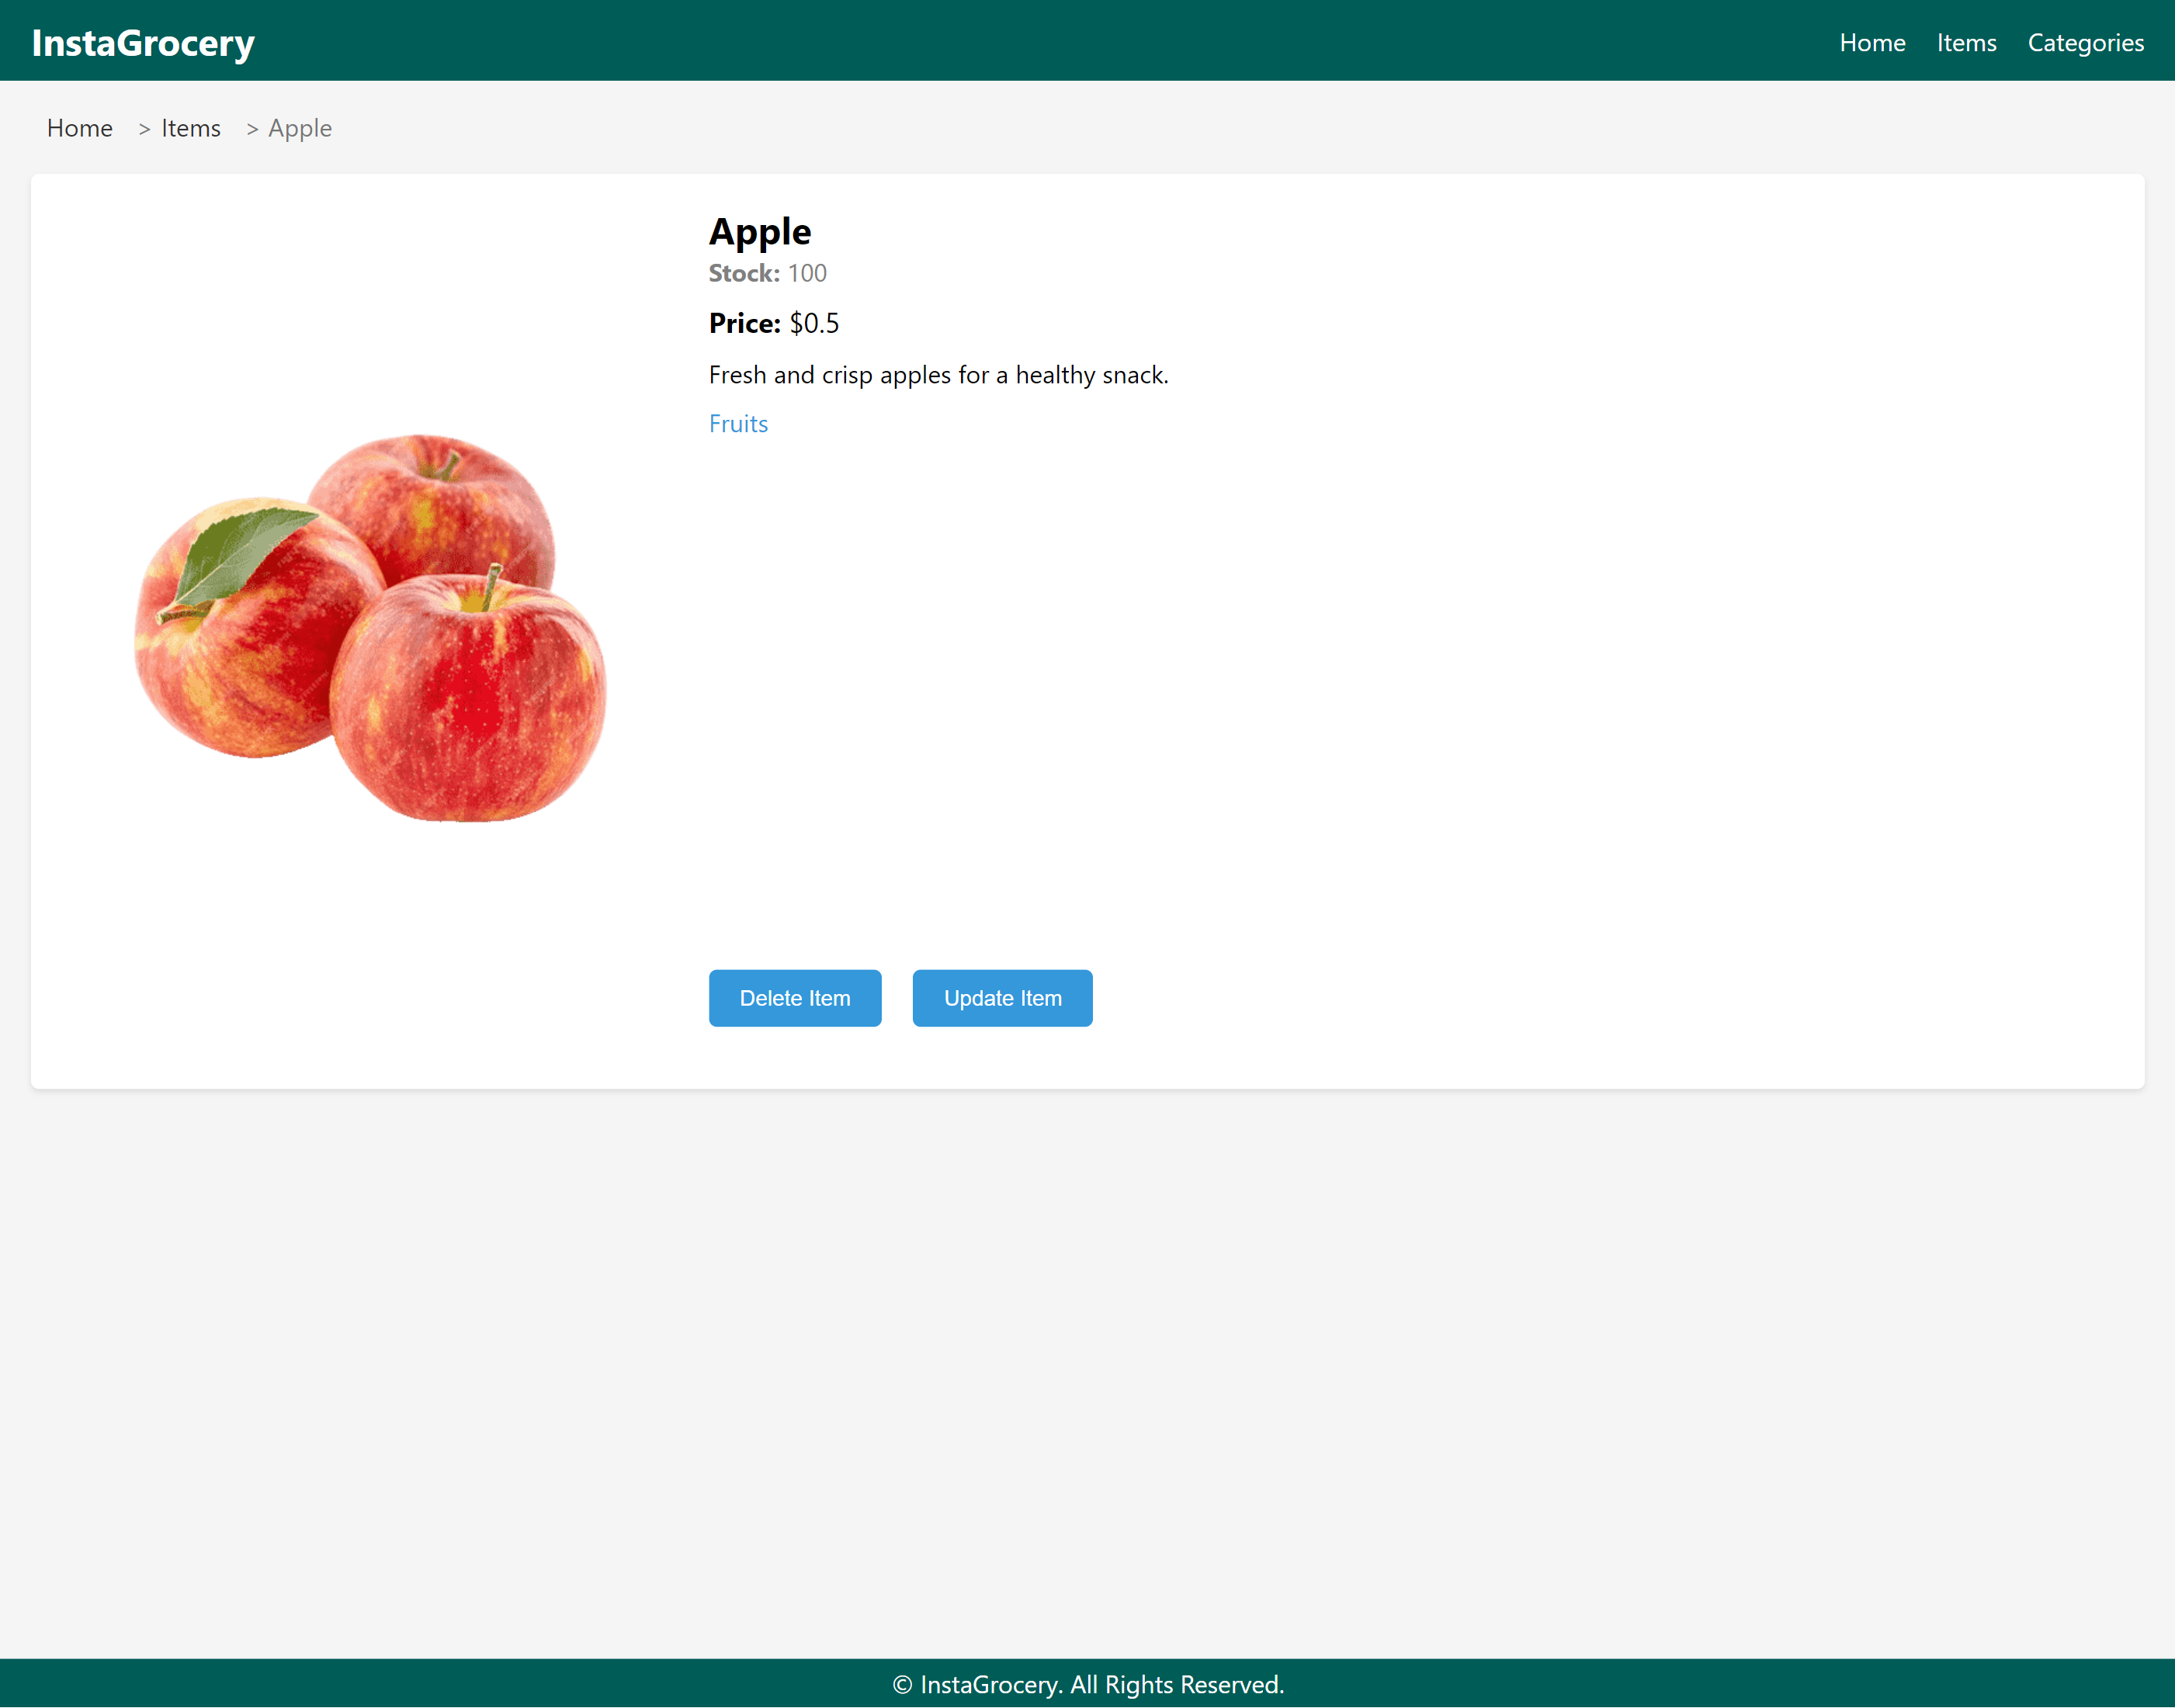 InstaGrocery
Home Items Categories
Home > Items > Apple
Apple
Stock: 100
Price: $0.5
Fresh and crisp apples for a healthy snack.
Fruits
Delete Item Update Item
© InstaGrocery. All Rights Reserved.